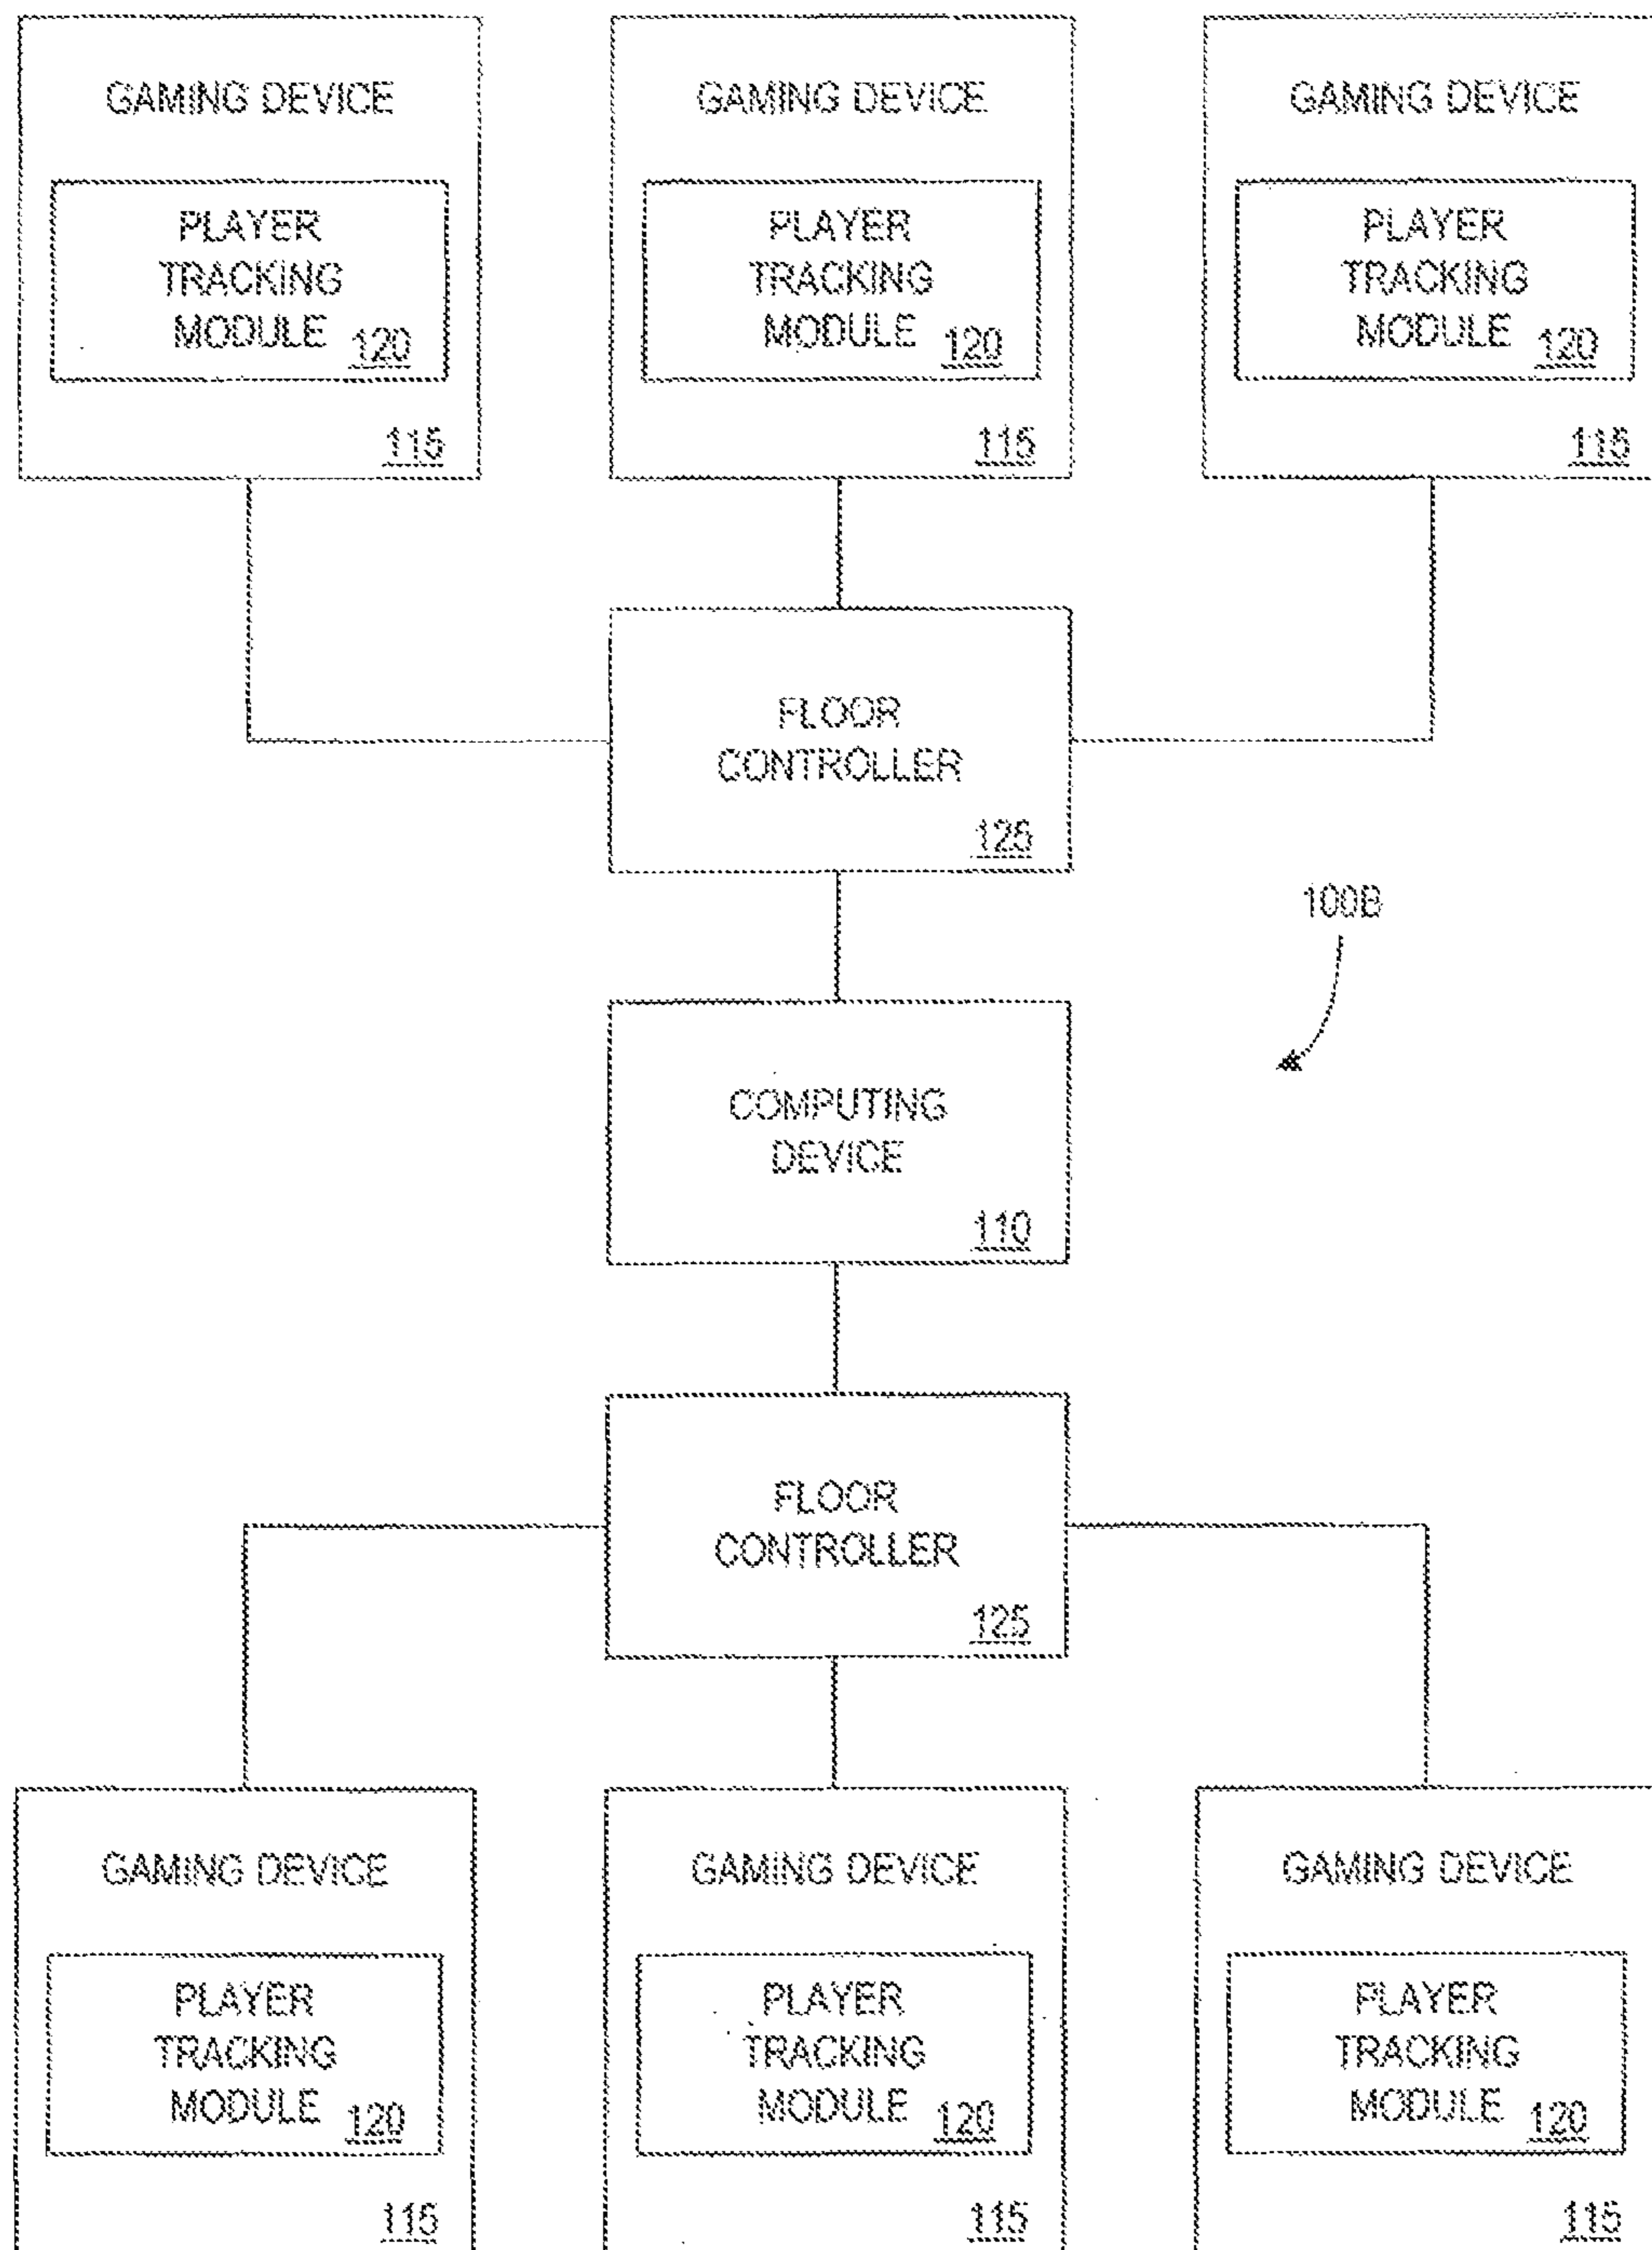 GAMING DEVICE
PLAYER
TRACKING
MODULE 120
115
GAMING DEVICE
PLAYER
TRACKING
MODULE 120
115
GAMING DEVICE
PLAYER
TRACKING
MODULE 120
115
FLOOR
CONTROLLER
125
100B
COMPUTING
DEVICE
110
FLOOR
CONTROLLER
125
GAMING DEVICE
PLAYER
TRACKING
MODULE 120
115
GAMING DEVICE
PLAYER
TRACKING
MODULE 120
115
GAMING DEVICE
PLAYER
TRACKING
MODULE 120
115